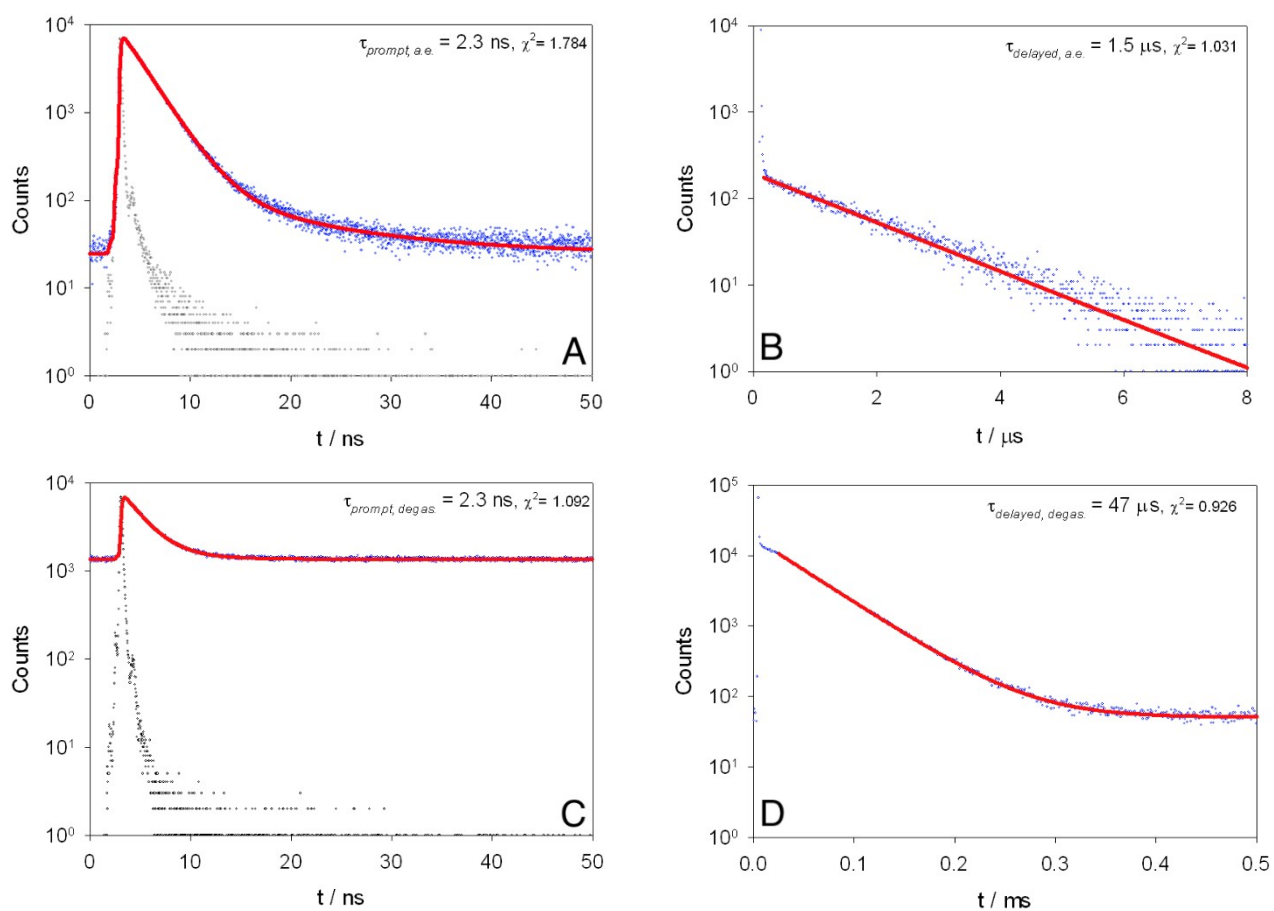 10⁴
10³
10²
10¹
10⁰
Counts
τprompt, a.e. = 2.3 ns, χ²= 1.784
A
0 10 20 30 40 50
t / ns
10⁴
10³
10²
10¹
10⁰
Counts
τdelayed, a.e. = 1.5 μs, χ²= 1.031
B
0 2 4 6 8
t / μs
10⁴
10³
10²
10¹
10⁰
Counts
τprompt, degas. = 2.3 ns, χ²= 1.092
C
0 10 20 30 40 50
t / ns
10⁵
10⁴
10³
10²
10¹
10⁰
Counts
τdelayed, degas. = 47 μs, χ²= 0.926
D
0.0 0.1 0.2 0.3 0.4 0.5
t / ms